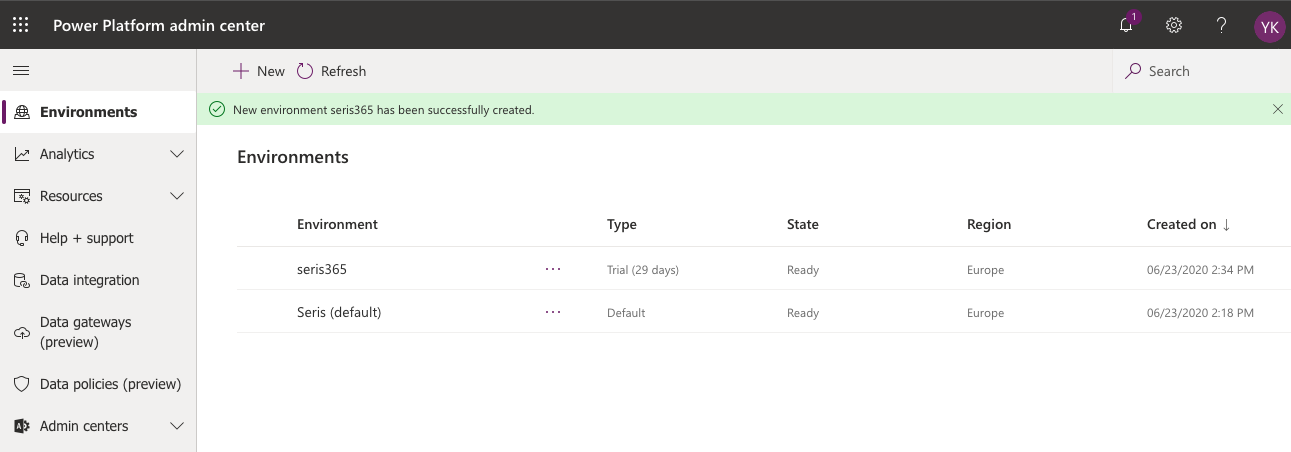 Power Platform admin center
1
YK
New
Refresh
Search
New environment seris365 has been successfully created.
Environments
Analytics
Resources
Help + support
Data integration
Data gateways
(preview)
Data policies (preview)
Admin centers
Environments
Environment Type State Region Created on ↓
seris365 ··· Trial (29 days) Ready Europe 06/23/2020 2:34 PM
Seris (default) ··· Default Ready Europe 06/23/2020 2:18 PM